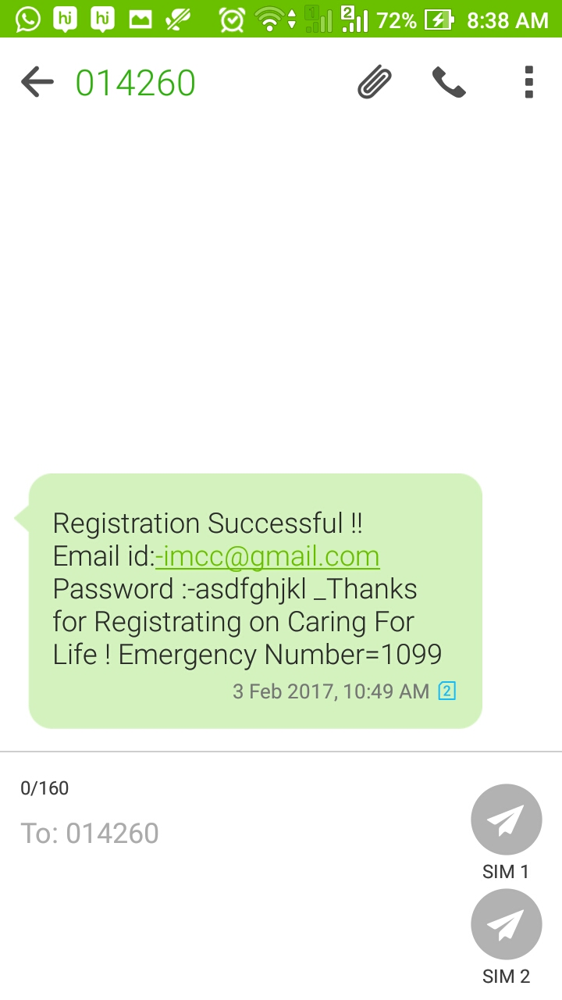 hi hi 1 2 72% 8:38 AM
014260
Registration Successful !!
Email id:-imcc@gmail.com
Password :-asdfghjkl _Thanks
for Registrating on Caring For
Life ! Emergency Number=1099
3 Feb 2017, 10:49 AM 2
0/160
To: 014260
SIM 1
SIM 2